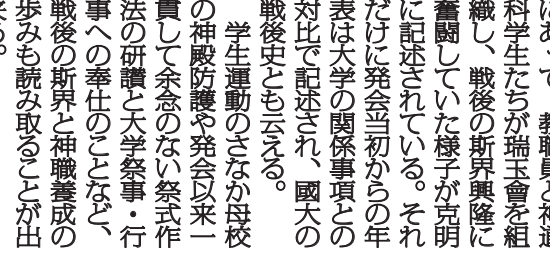 にあって、教職員と神道
科学生たちが瑞玉會を組
織し、戦後の斯界興隆に
奮闘していた様子が克明
に記述されている。それ
だけに発会当初からの年
表は大学の関係事項との
対比で記述され、國大の
戦後史とも云える。
学生運動のさなか母校
の神殿防護や発会以来一
貫して余念のない祭式作
法の研鑽と大学祭事・行
事への奉仕のことなど、
戦後の斯界と神職養成の
歩みも読み取ることが出
来る。